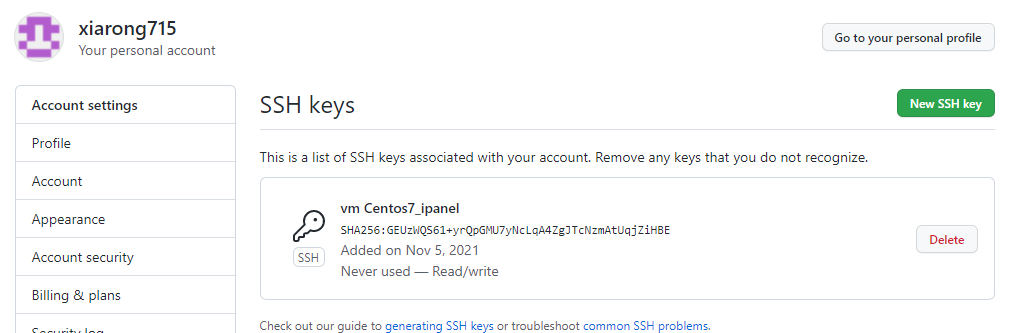 xiarong715
Your personal account
Go to your personal profile
Account settings
Profile
Account
Appearance
Account security
Billing & plans
Security log
SSH keys
New SSH key
This is a list of SSH keys associated with your account. Remove any keys that you do not recognize.
vm Centos7_ipanel
SHA256:GEUzWQS61+yrQpGMU7yNcLqA4ZgJTcNzmAtUqjZiHBE
Added on Nov 5, 2021
Never used — Read/write
SSH
Delete
Check out our guide to generating SSH keys or troubleshoot common SSH problems.